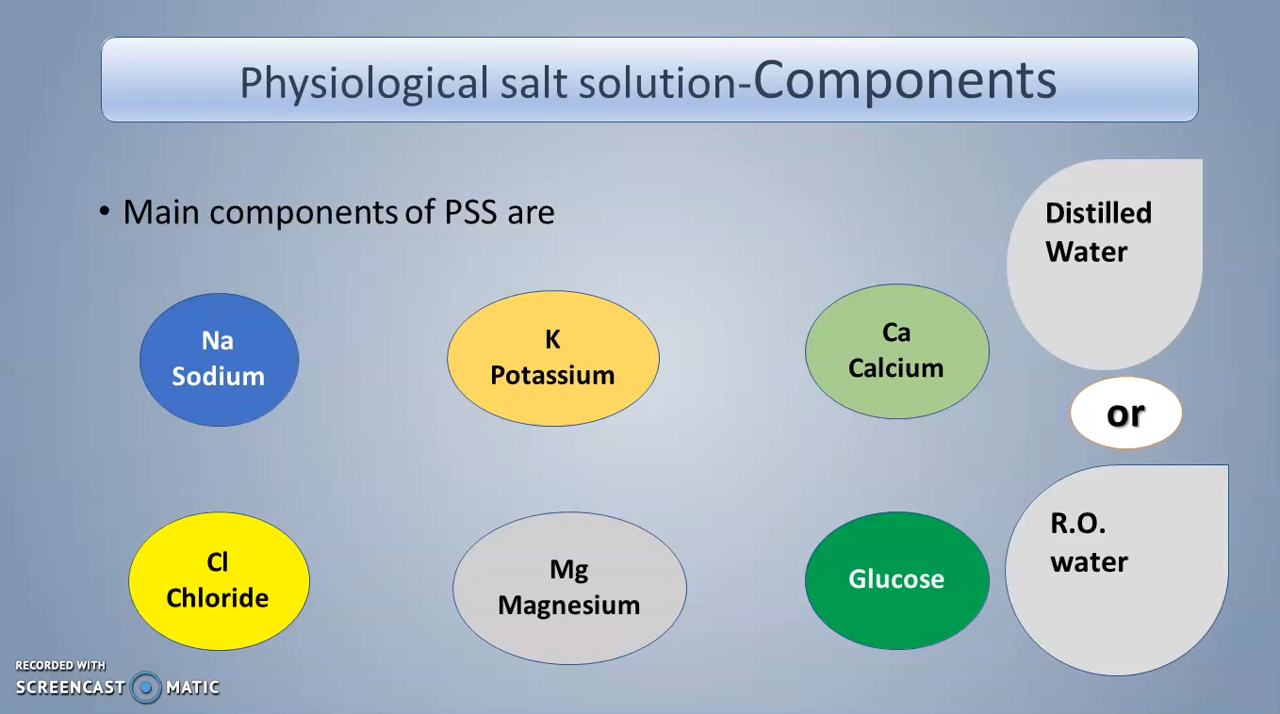 Physiological salt solution-Components
• Main components of PSS are
Distilled
Water
Na
Sodium
K
Potassium
Ca
Calcium
or
Cl
Chloride
Mg
Magnesium
Glucose
R.O.
water
RECORDED WITH
SCREENCAST MATIC